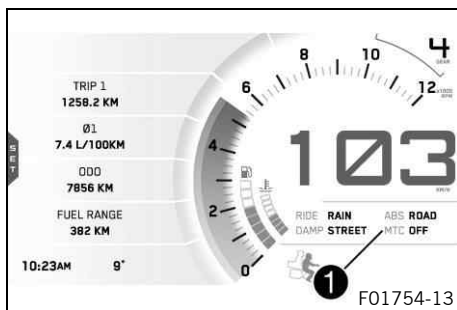 TRIP 1
1258.2 KM
Ø1
7.4 L/100KM
ODO
7856 KM
FUEL RANGE
382 KM
10:23AM 9°
SET
0
2
4
6
8
10
12
x1000
RPM
4
GEAR
103
KM/H
RIDE RAIN ABS ROAD
DAMP STREET MTC OFF
1
F01754-13